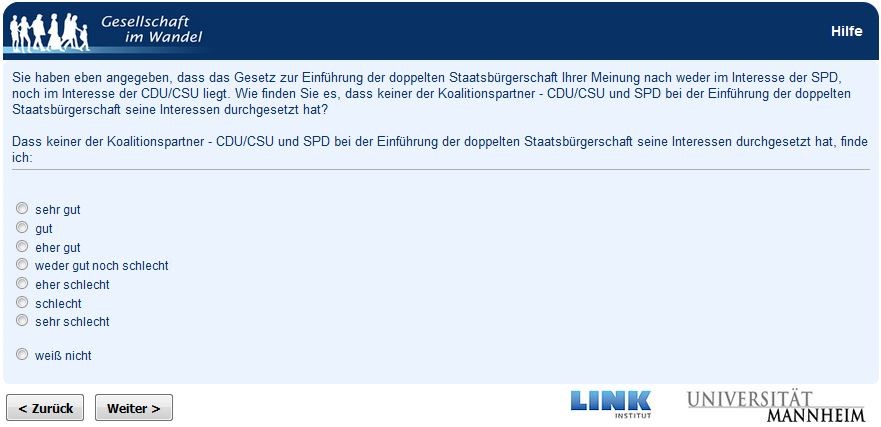 Gesellschaft
im Wandel
Hilfe
Sie haben eben angegeben, dass das Gesetz zur Einführung der doppelten Staatsbürgerschaft Ihrer Meinung nach weder im Interesse der SPD,
noch im Interesse der CDU/CSU liegt. Wie finden Sie es, dass keiner der Koalitionspartner - CDU/CSU und SPD bei der Einführung der doppelten
Staatsbürgerschaft seine Interessen durchgesetzt hat?
Dass keiner der Koalitionspartner - CDU/CSU und SPD bei der Einführung der doppelten Staatsbürgerschaft seine Interessen durchgesetzt hat, finde
ich:
sehr gut
gut
eher gut
weder gut noch schlecht
eher schlecht
schlecht
sehr schlecht
weiß nicht
< Zurück
Weiter >
LINK
INSTITUT
UNIVERSITÄT
MANNHEIM